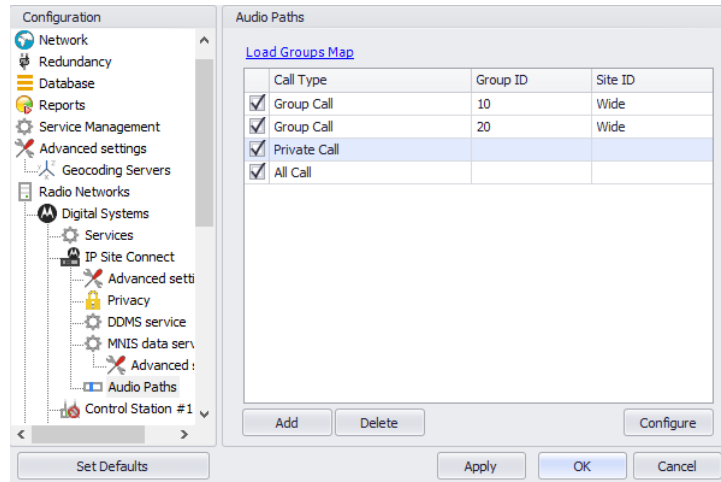 Configuration
Network
Redundancy
Database
Reports
Service Management
Advanced settings
Geocoding Servers
Radio Networks
Digital Systems
Services
IP Site Connect
Advanced setti
Privacy
DDMS service
MNIS data serv
Advanced s
Audio Paths
Control Station #1
Set Defaults
Audio Paths
Load Groups Map
Call Type Group ID Site ID
Group Call 10 Wide
Group Call 20 Wide
Private Call
All Call
Add Delete Configure
Apply OK Cancel